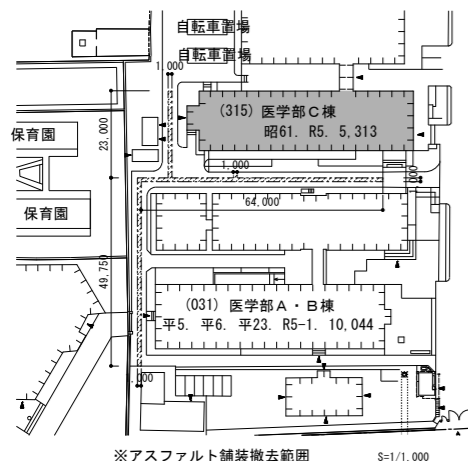 自転車置場
自転車置場
1,000
(315) 医学部C棟
昭61. R5. 5,313
保育園
23,000
1,000
64,000
保育園
49,750
(031) 医学部A・B棟
平5. 平6. 平23. R5-1. 10,044
※アスファルト舗装撤去範囲
S=1/1,000